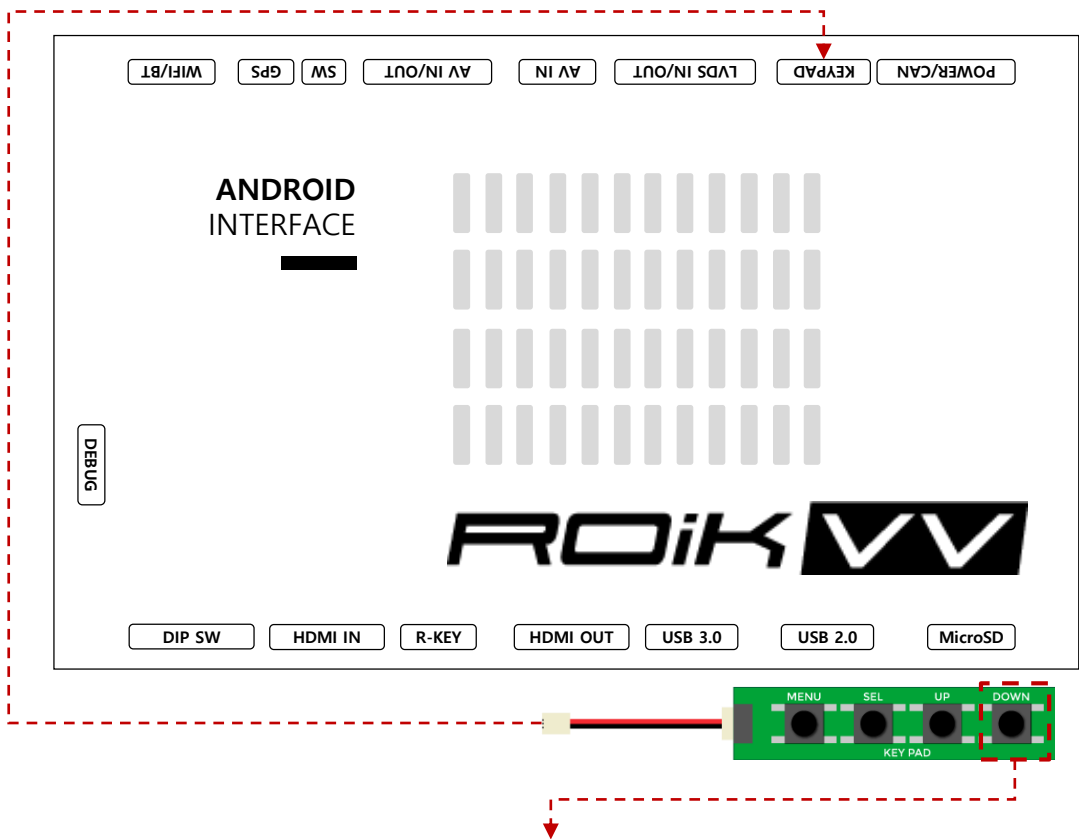 WIFI/BT
GPS
SW
AV IN/OUT
AV IN
LVDS IN/OUT
KEYPAD
POWER/CAN
ANDROID
INTERFACE
DEBUG
ROiK VV
DIP SW
HDMI IN
R-KEY
HDMI OUT
USB 3.0
USB 2.0
MicroSD
MENU
SEL
UP
DOWN
KEY PAD